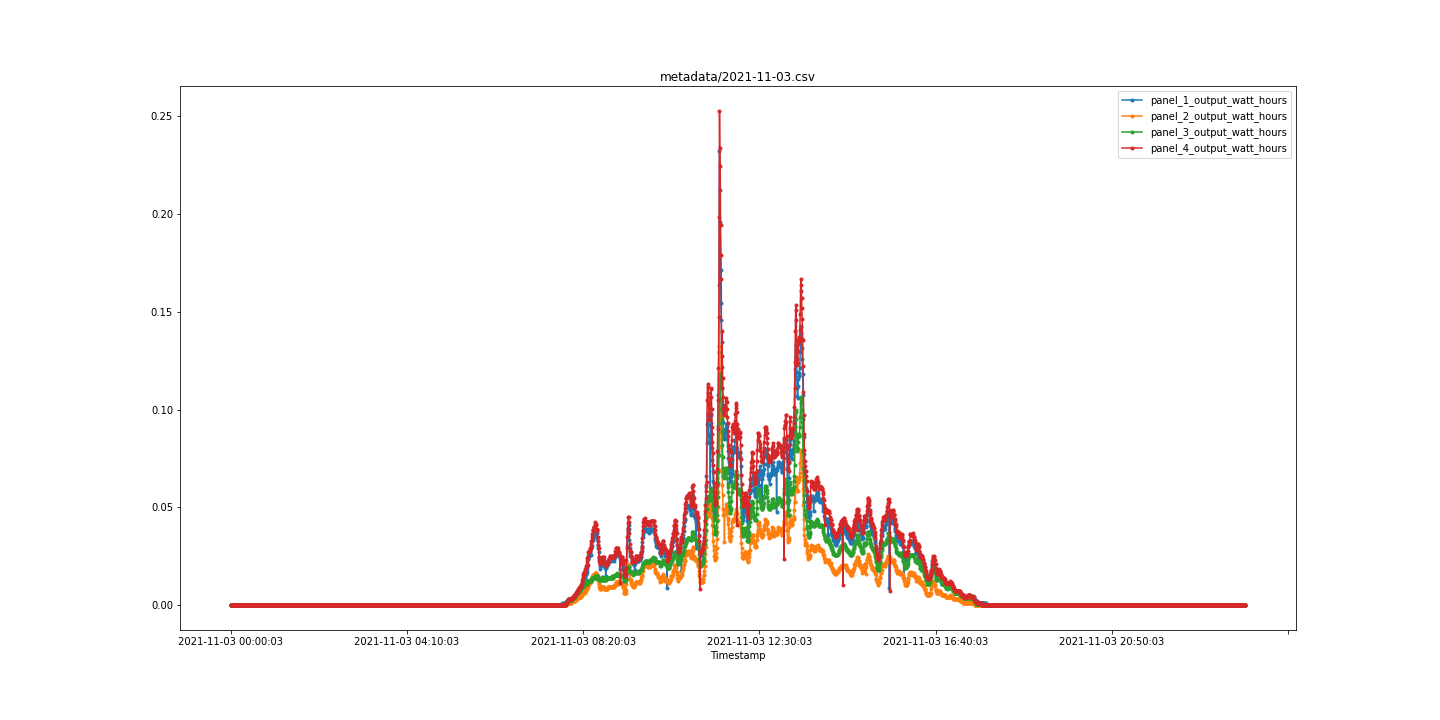 metadata/2021-11-03.csv
panel_1_output_watt_hours
panel_2_output_watt_hours
panel_3_output_watt_hours
panel_4_output_watt_hours
0.25
0.20
0.15
0.10
0.05
0.00
2021-11-03 00:00:03 2021-11-03 04:10:03 2021-11-03 08:20:03 2021-11-03 12:30:03 2021-11-03 16:40:03 2021-11-03 20:50:03
Timestamp